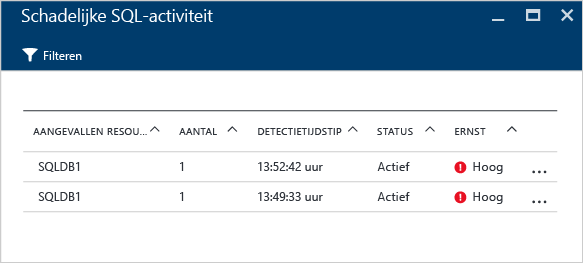 Schadelijke SQL-activiteit
Filteren
AANGEVALLEN RESOU... AANTAL DETECTIETIJDSTIP STATUS ERNST
SQLDB1 1 13:52:42 uur Actief Hoog ...
SQLDB1 1 13:49:33 uur Actief Hoog ...